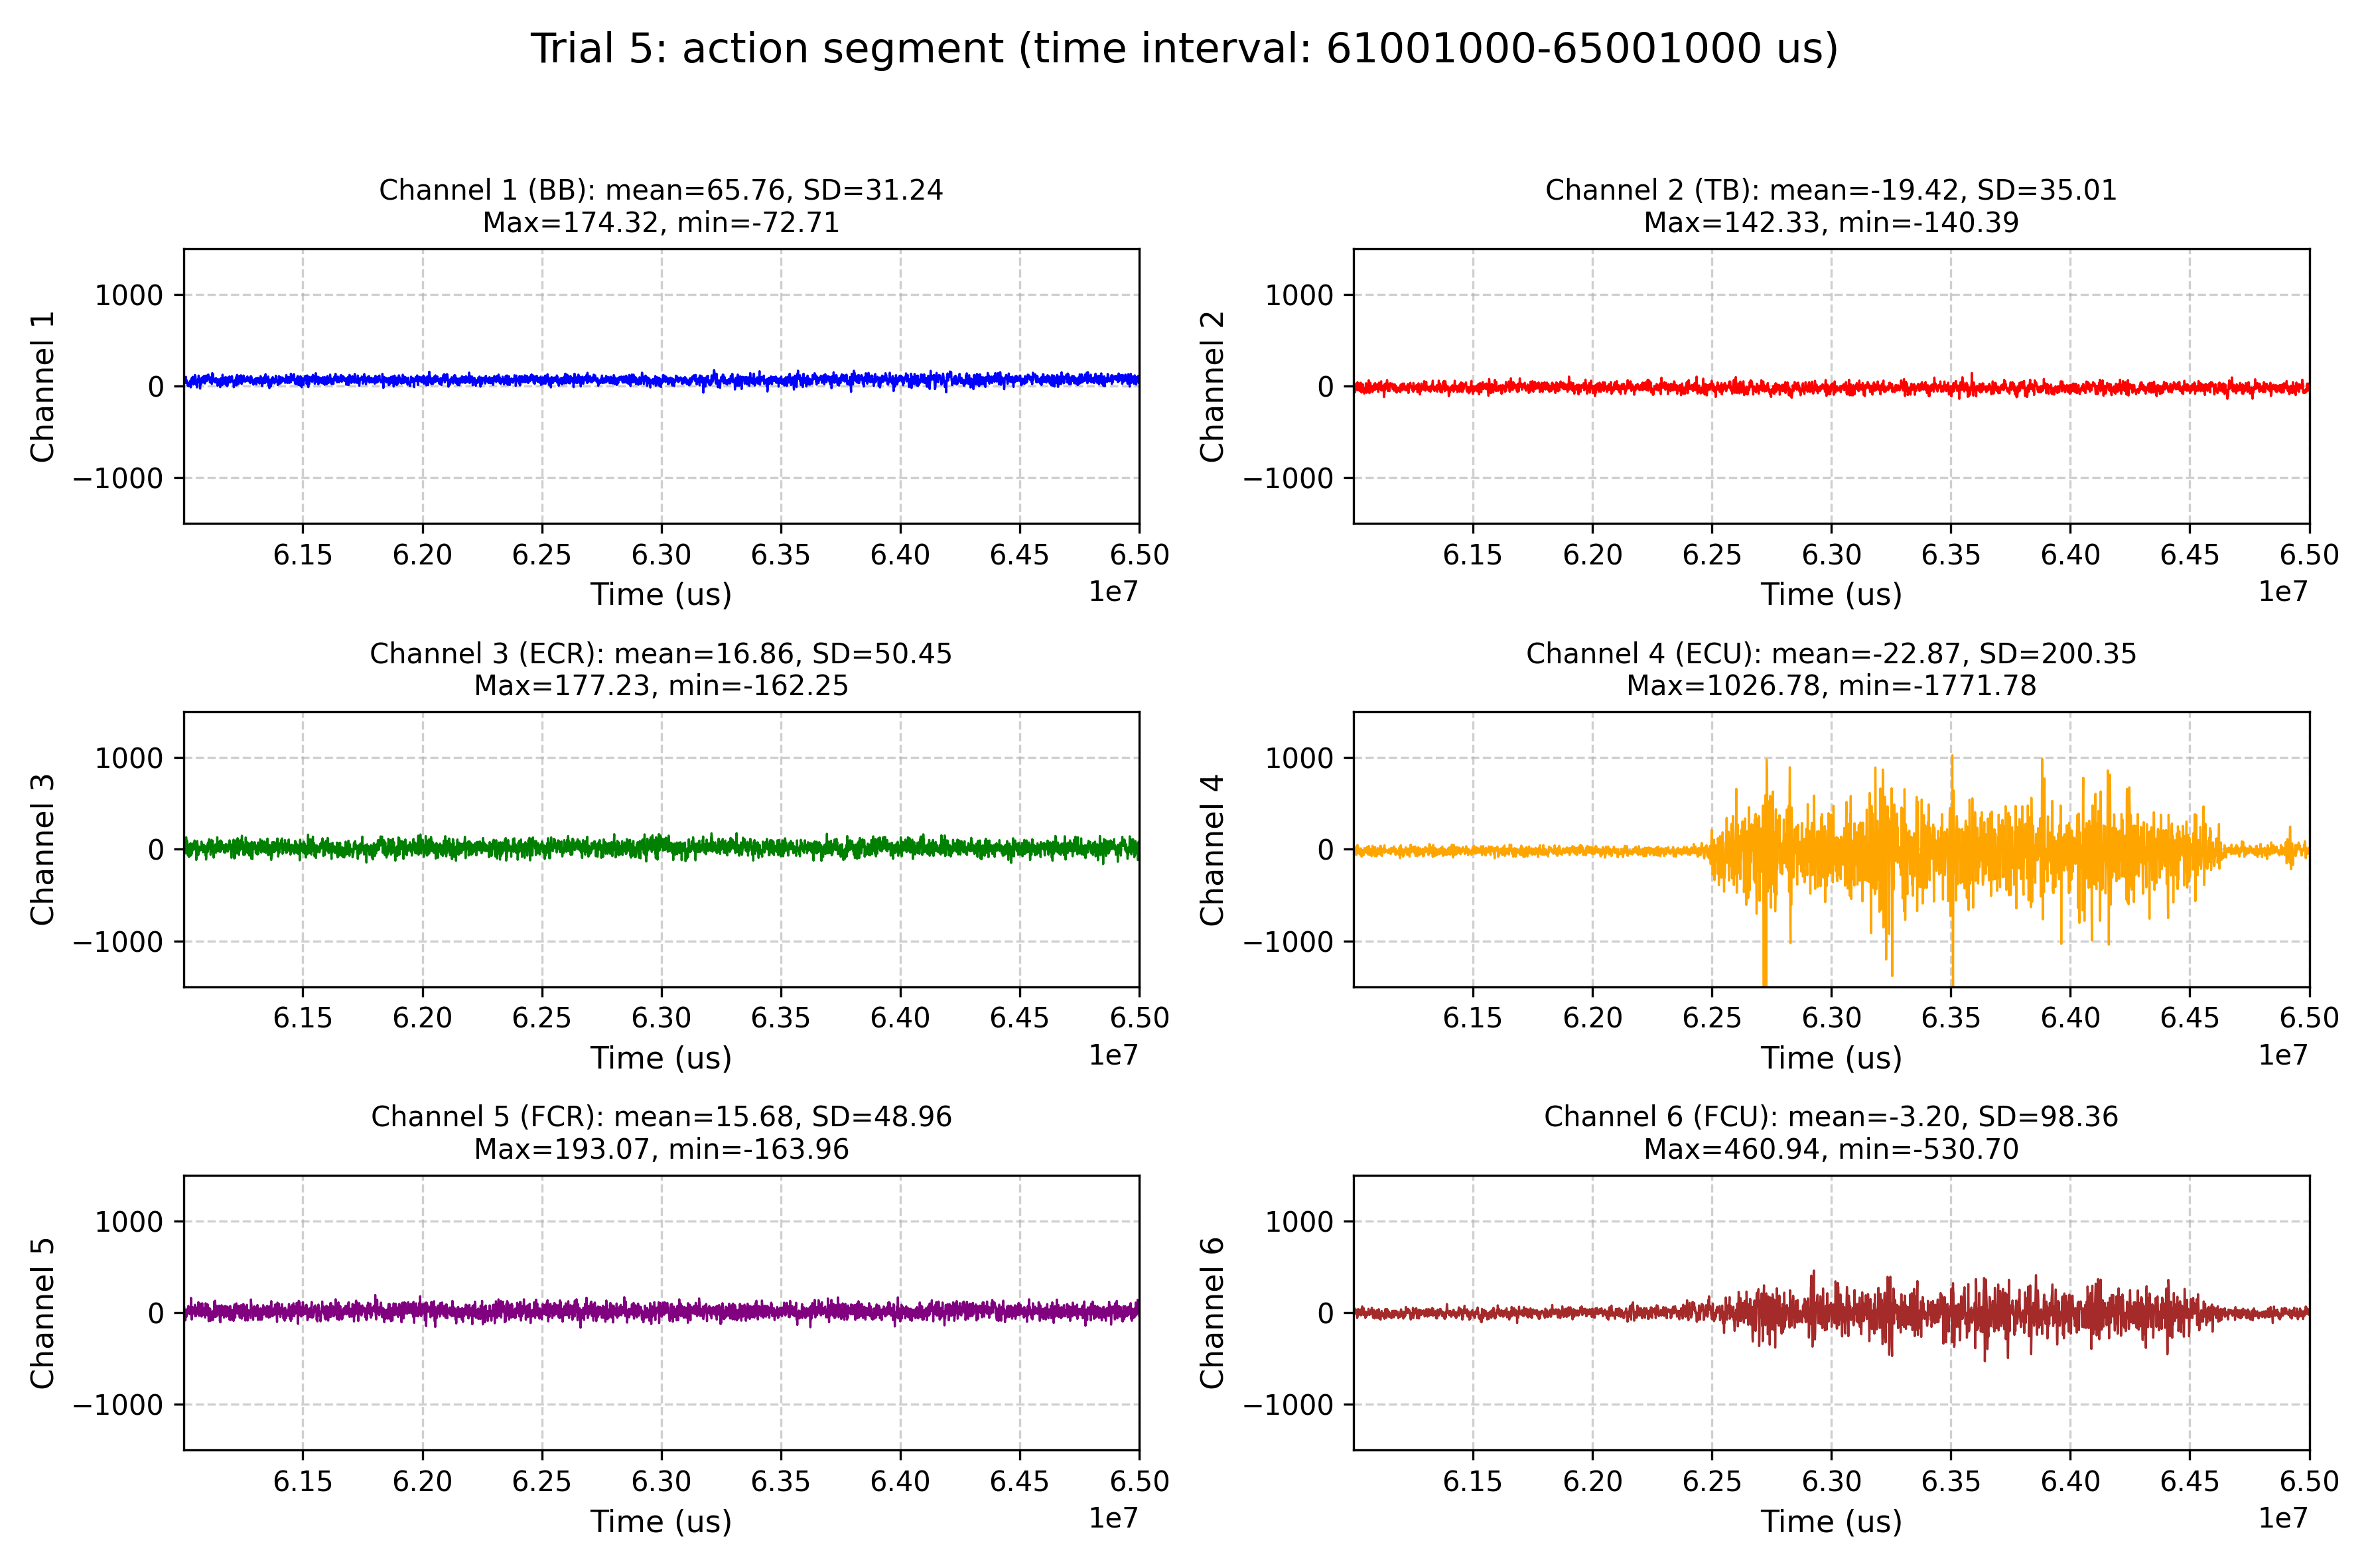 Trial 5: action segment (time interval: 61001000-65001000 us)
Channel 1 (BB): mean=65.76, SD=31.24
Max=174.32, min=-72.71
Channel 1
1000
0
−1000
6.15 6.20 6.25 6.30 6.35 6.40 6.45 6.50
Time (us)
1e7
Channel 2 (TB): mean=-19.42, SD=35.01
Max=142.33, min=-140.39
Channel 2
1000
0
−1000
6.15 6.20 6.25 6.30 6.35 6.40 6.45 6.50
Time (us)
1e7
Channel 3 (ECR): mean=16.86, SD=50.45
Max=177.23, min=-162.25
Channel 3
1000
0
−1000
6.15 6.20 6.25 6.30 6.35 6.40 6.45 6.50
Time (us)
1e7
Channel 4 (ECU): mean=-22.87, SD=200.35
Max=1026.78, min=-1771.78
Channel 4
1000
0
−1000
6.15 6.20 6.25 6.30 6.35 6.40 6.45 6.50
Time (us)
1e7
Channel 5 (FCR): mean=15.68, SD=48.96
Max=193.07, min=-163.96
Channel 5
1000
0
−1000
6.15 6.20 6.25 6.30 6.35 6.40 6.45 6.50
Time (us)
1e7
Channel 6 (FCU): mean=-3.20, SD=98.36
Max=460.94, min=-530.70
Channel 6
1000
0
−1000
6.15 6.20 6.25 6.30 6.35 6.40 6.45 6.50
Time (us)
1e7